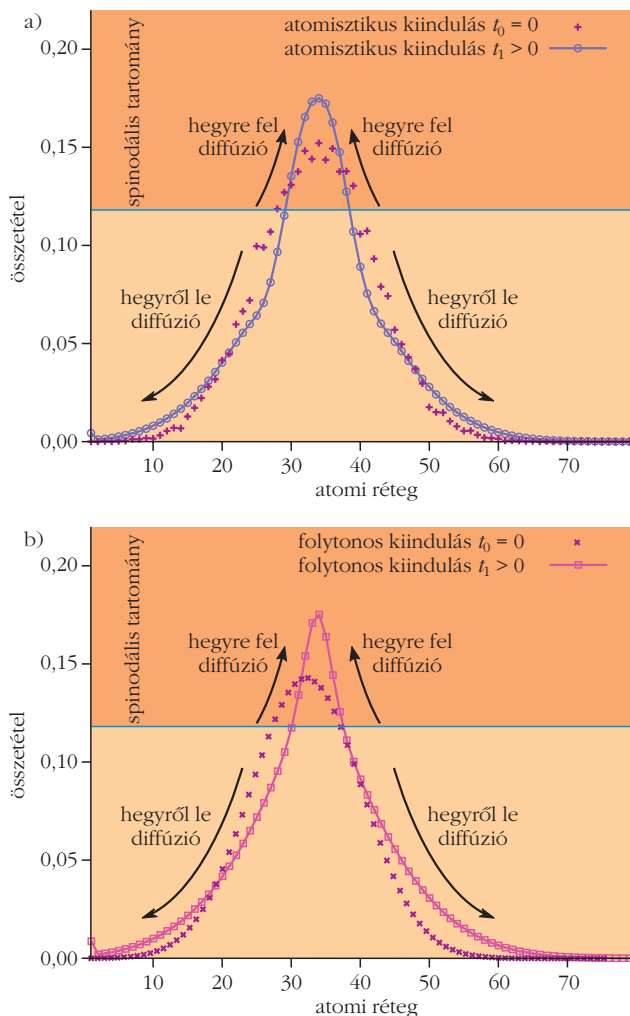 a)
atomisztikus kiindulás t₀ = 0
atomisztikus kiindulás t₁ > 0
spinodális tartomány
hegyre fel
diffúzió
hegyre fel
diffúzió
hegyről le
diffúzió
hegyről le
diffúzió
összetétel
0,20
0,15
0,10
0,05
0,00
10 20 30 40 50 60 70
atomi réteg
b)
folytonos kiindulás t₀ = 0
folytonos kiindulás t₁ > 0
spinodális tartomány
hegyre fel
diffúzió
hegyre fel
diffúzió
hegyről le
diffúzió
hegyről le
diffúzió
összetétel
0,20
0,15
0,10
0,05
0,00
10 20 30 40 50 60 70
atomi réteg